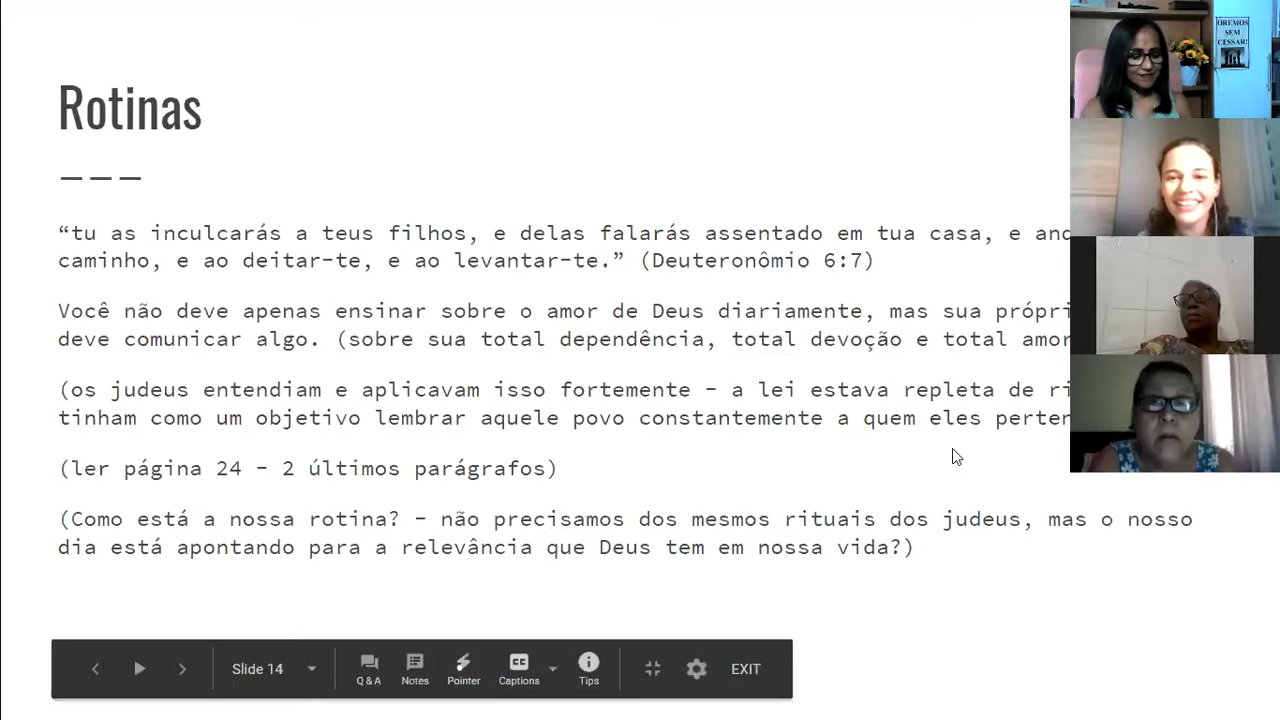 Rotinas
“tu as inculcarás a teus filhos, e delas falarás assentado em tua casa, e
caminho, e ao deitar-te, e ao levantar-te.” (Deuteronômio 6:7)
Você não deve apenas ensinar sobre o amor de Deus diariamente, mas sua
deve comunicar algo. (sobre sua total dependência, total devoção e total amor
(os judeus entendiam e aplicavam isso fortemente - a lei estava repleta de
tinham como um objetivo lembrar aquele povo constantemente a quem eles
(ler página 24 - 2 últimos parágrafos)
(Como está a nossa rotina? - não precisamos dos mesmos rituais dos judeus, mas o nosso
dia está apontando para a relevância que Deus tem em nossa vida?)
OREMOS
SEM
CESSAR!
Slide 14
Q & A
Notes
Pointer
CC
Captions
Tips
EXIT